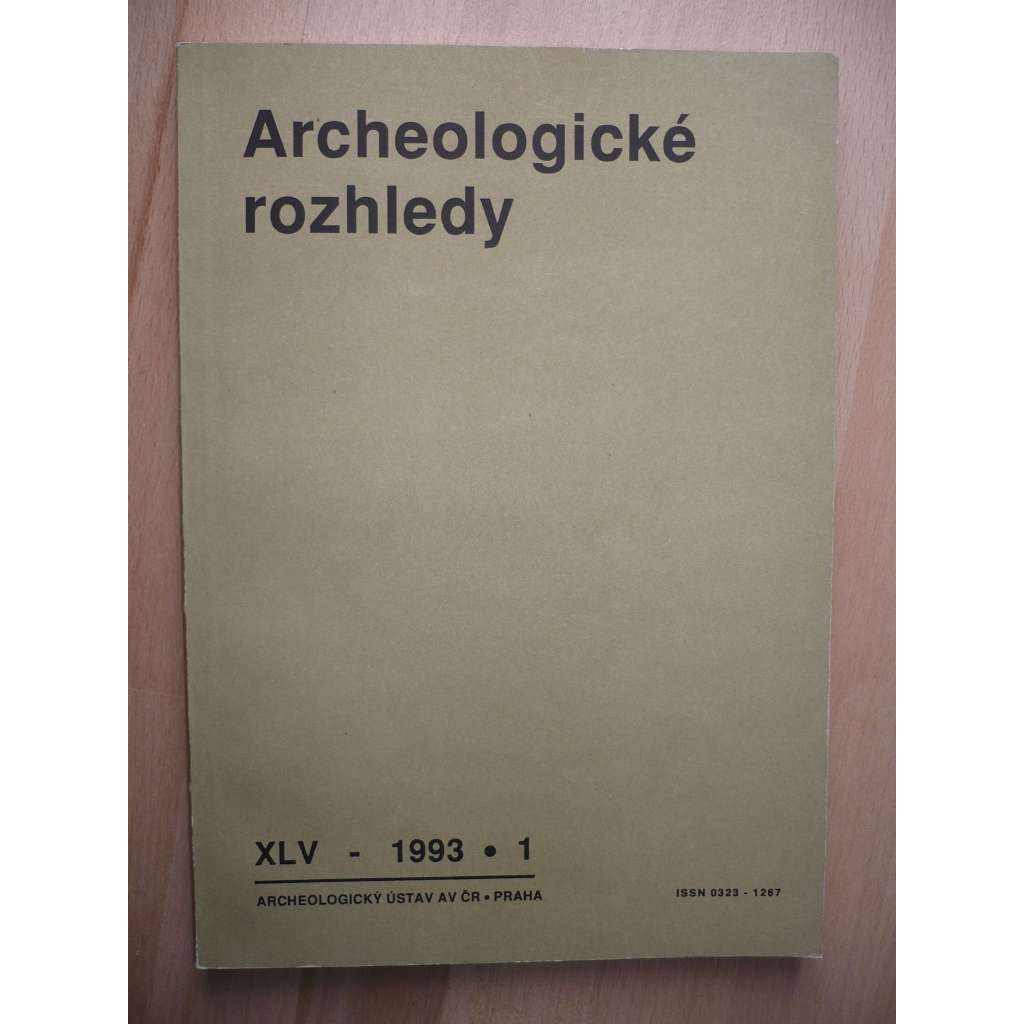 Archeologické
rozhledy
XLV - 1993 • 1
ARCHEOLOGICKÝ ÚSTAV AV ČR • PRAHA
ISSN 0323 - 1267